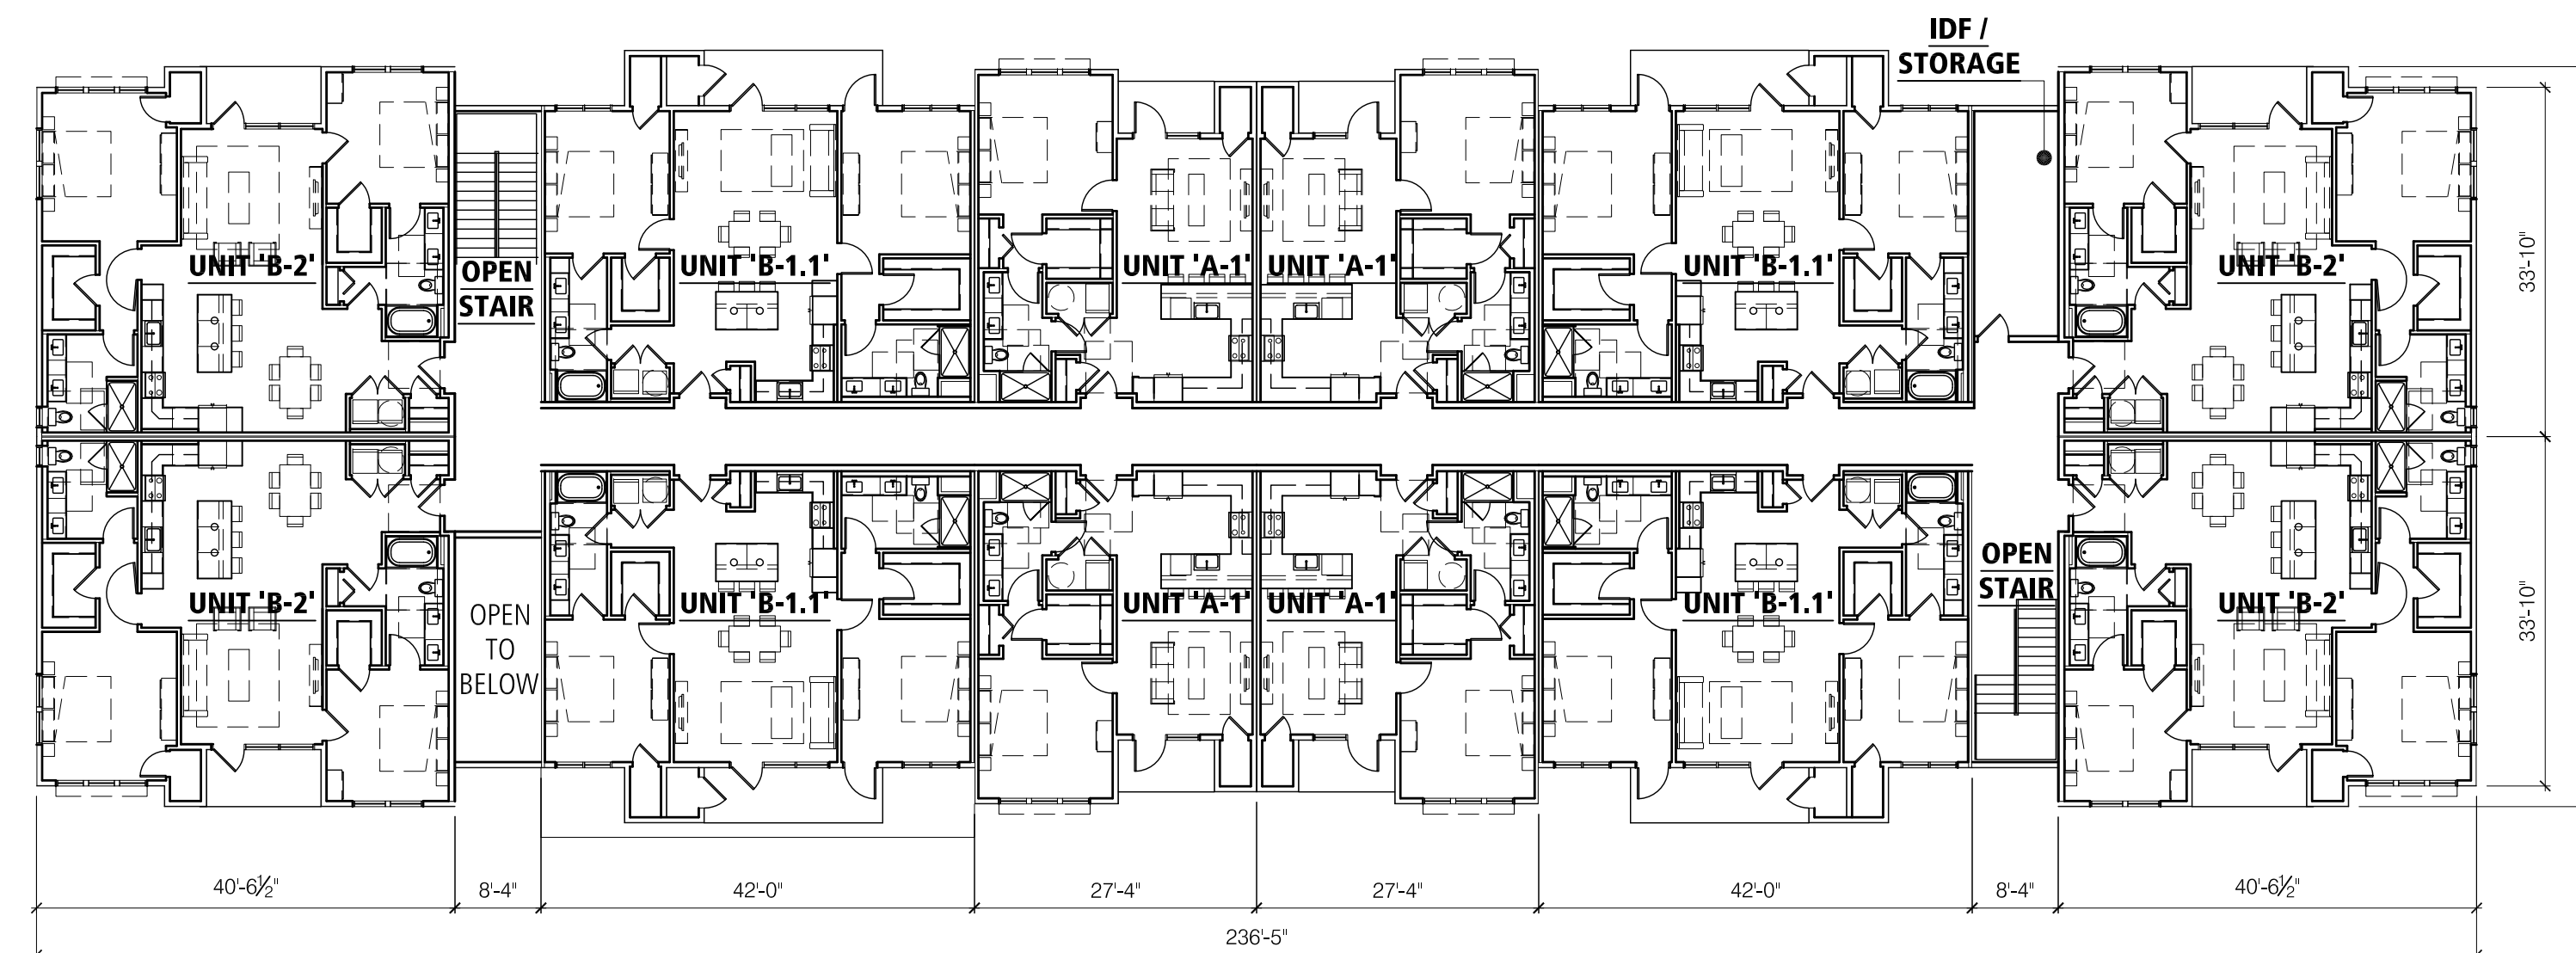 IDF /
STORAGE
UNIT 'B-2'
OPEN
STAIR
UNIT 'B-1.1'
UNIT 'A-1'
UNIT 'A-1'
UNIT 'B-1.1'
UNIT 'B-2'
33'-10"
UNIT 'B-2'
OPEN
TO
BELOW
UNIT 'B-1.1'
UNIT 'A-1'
UNIT 'A-1'
UNIT 'B-1.1'
OPEN
STAIR
UNIT 'B-2'
33'-10"
40'-6½"
8'-4"
42'-0"
27'-4"
27'-4"
42'-0"
8'-4"
40'-6½"
236'-5"